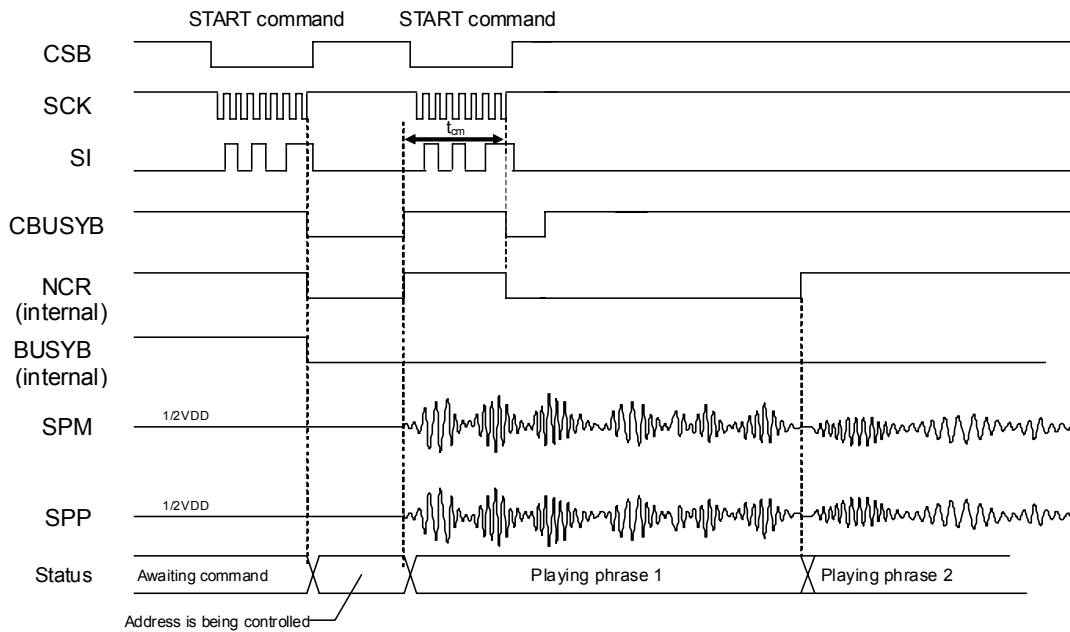 START command START command
CSB
SCK
t_cm
SI
CBUSYB
NCR
(internal)
BUSYB
(internal)
1/2VDD
SPM
1/2VDD
SPP
Status Awaiting command Playing phrase 1 Playing phrase 2
Address is being controlled